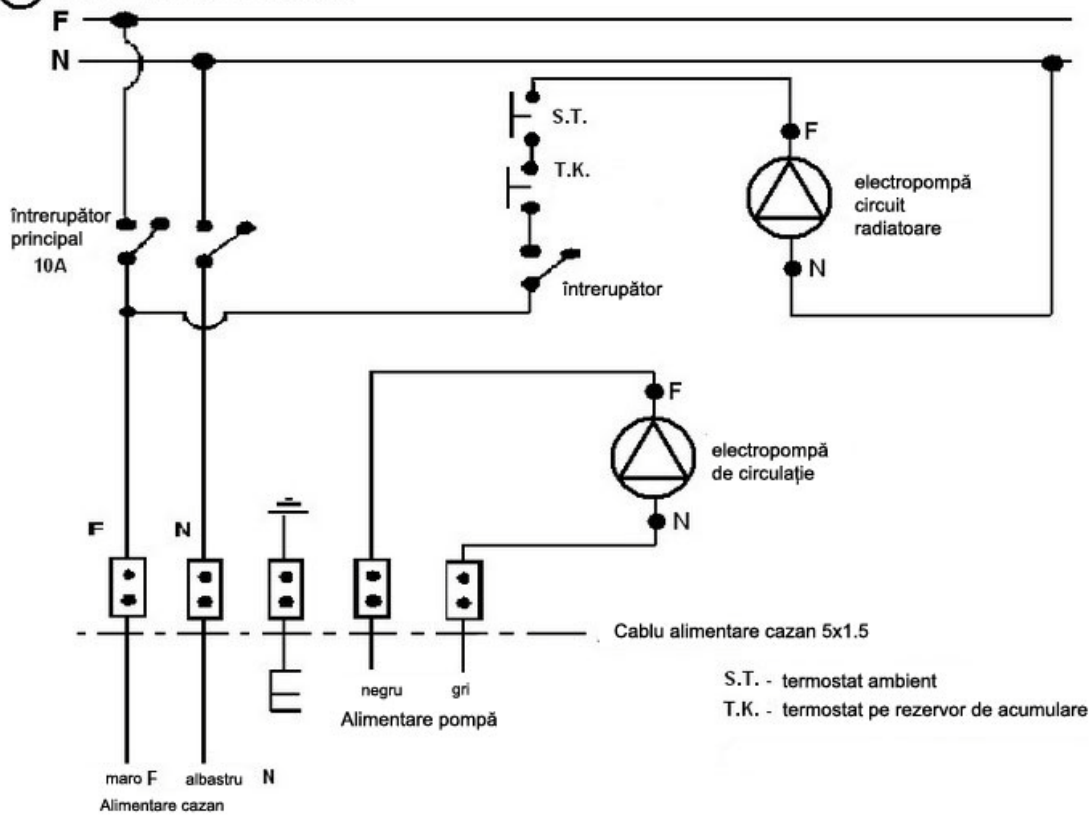 F
N
S.T.
T.K.
F
electropompă
circuit
radiatoare
N
întrerupător
principal
10A
întrerupător
F
electropompă
de circulație
N
F
N
Cablu alimentare cazan 5x1.5
negru
gri
Alimentare pompă
S.T. - termostat ambient
T.K. - termostat pe rezervor de acumulare
maro F
albastru N
Alimentare cazan